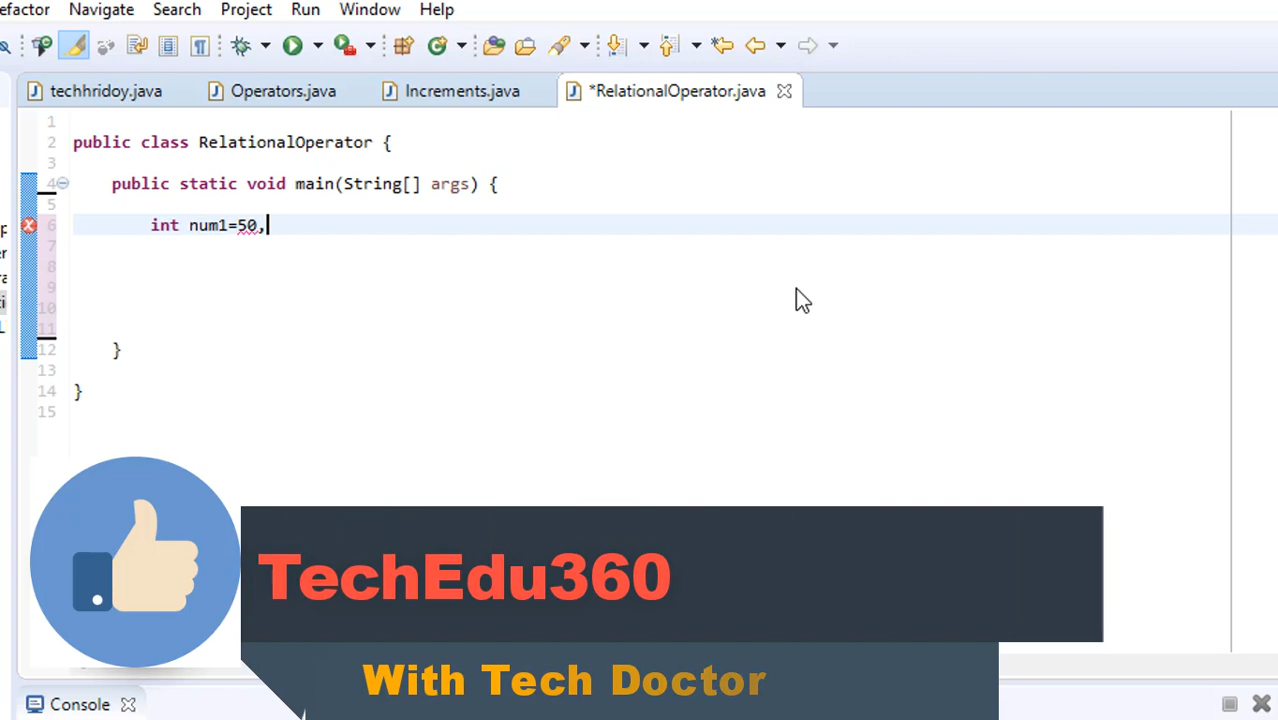 efactor Navigate Search Project Run Window Help
techhridoy.java Operators.java Increments.java *RelationalOperator.java
1
2 public class RelationalOperator {
3
4 public static void main(String[] args) {
5
6 int num1=50,
7
8
9
10
11
12 }
13
14 }
15
TechEdu360
With Tech Doctor
Console